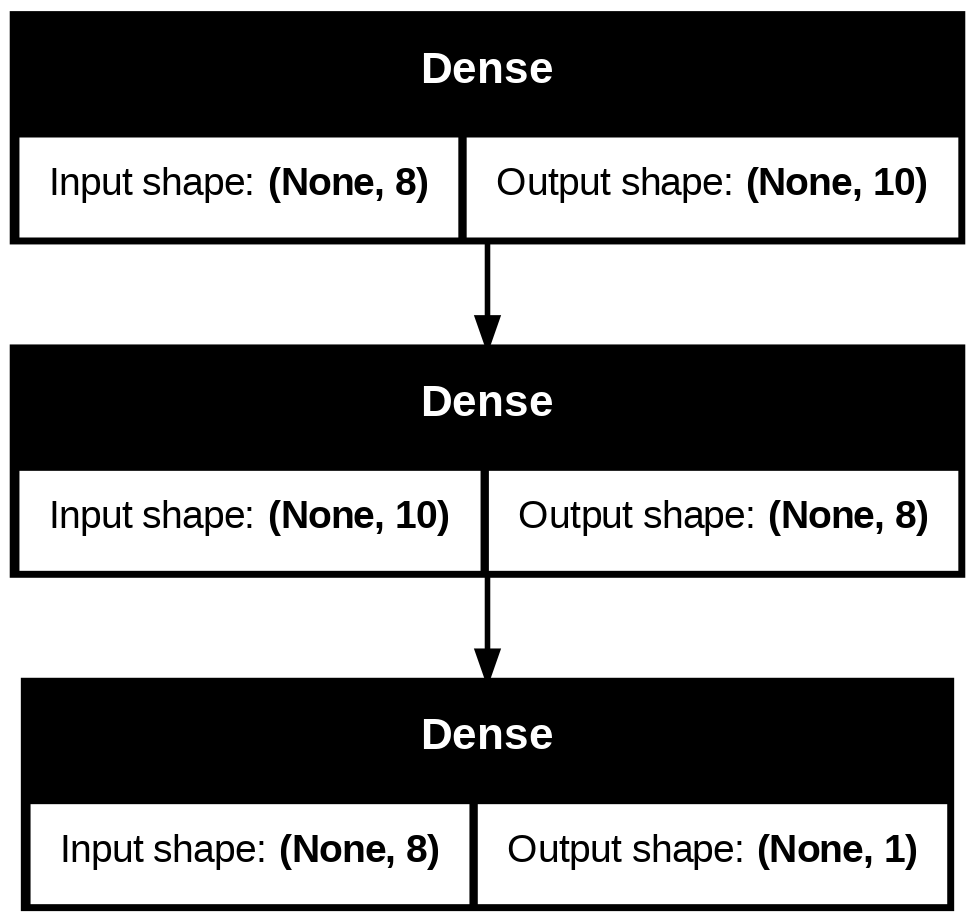 Dense
Input shape: (None, 8) Output shape: (None, 10)
Dense
Input shape: (None, 10) Output shape: (None, 8)
Dense
Input shape: (None, 8) Output shape: (None, 1)